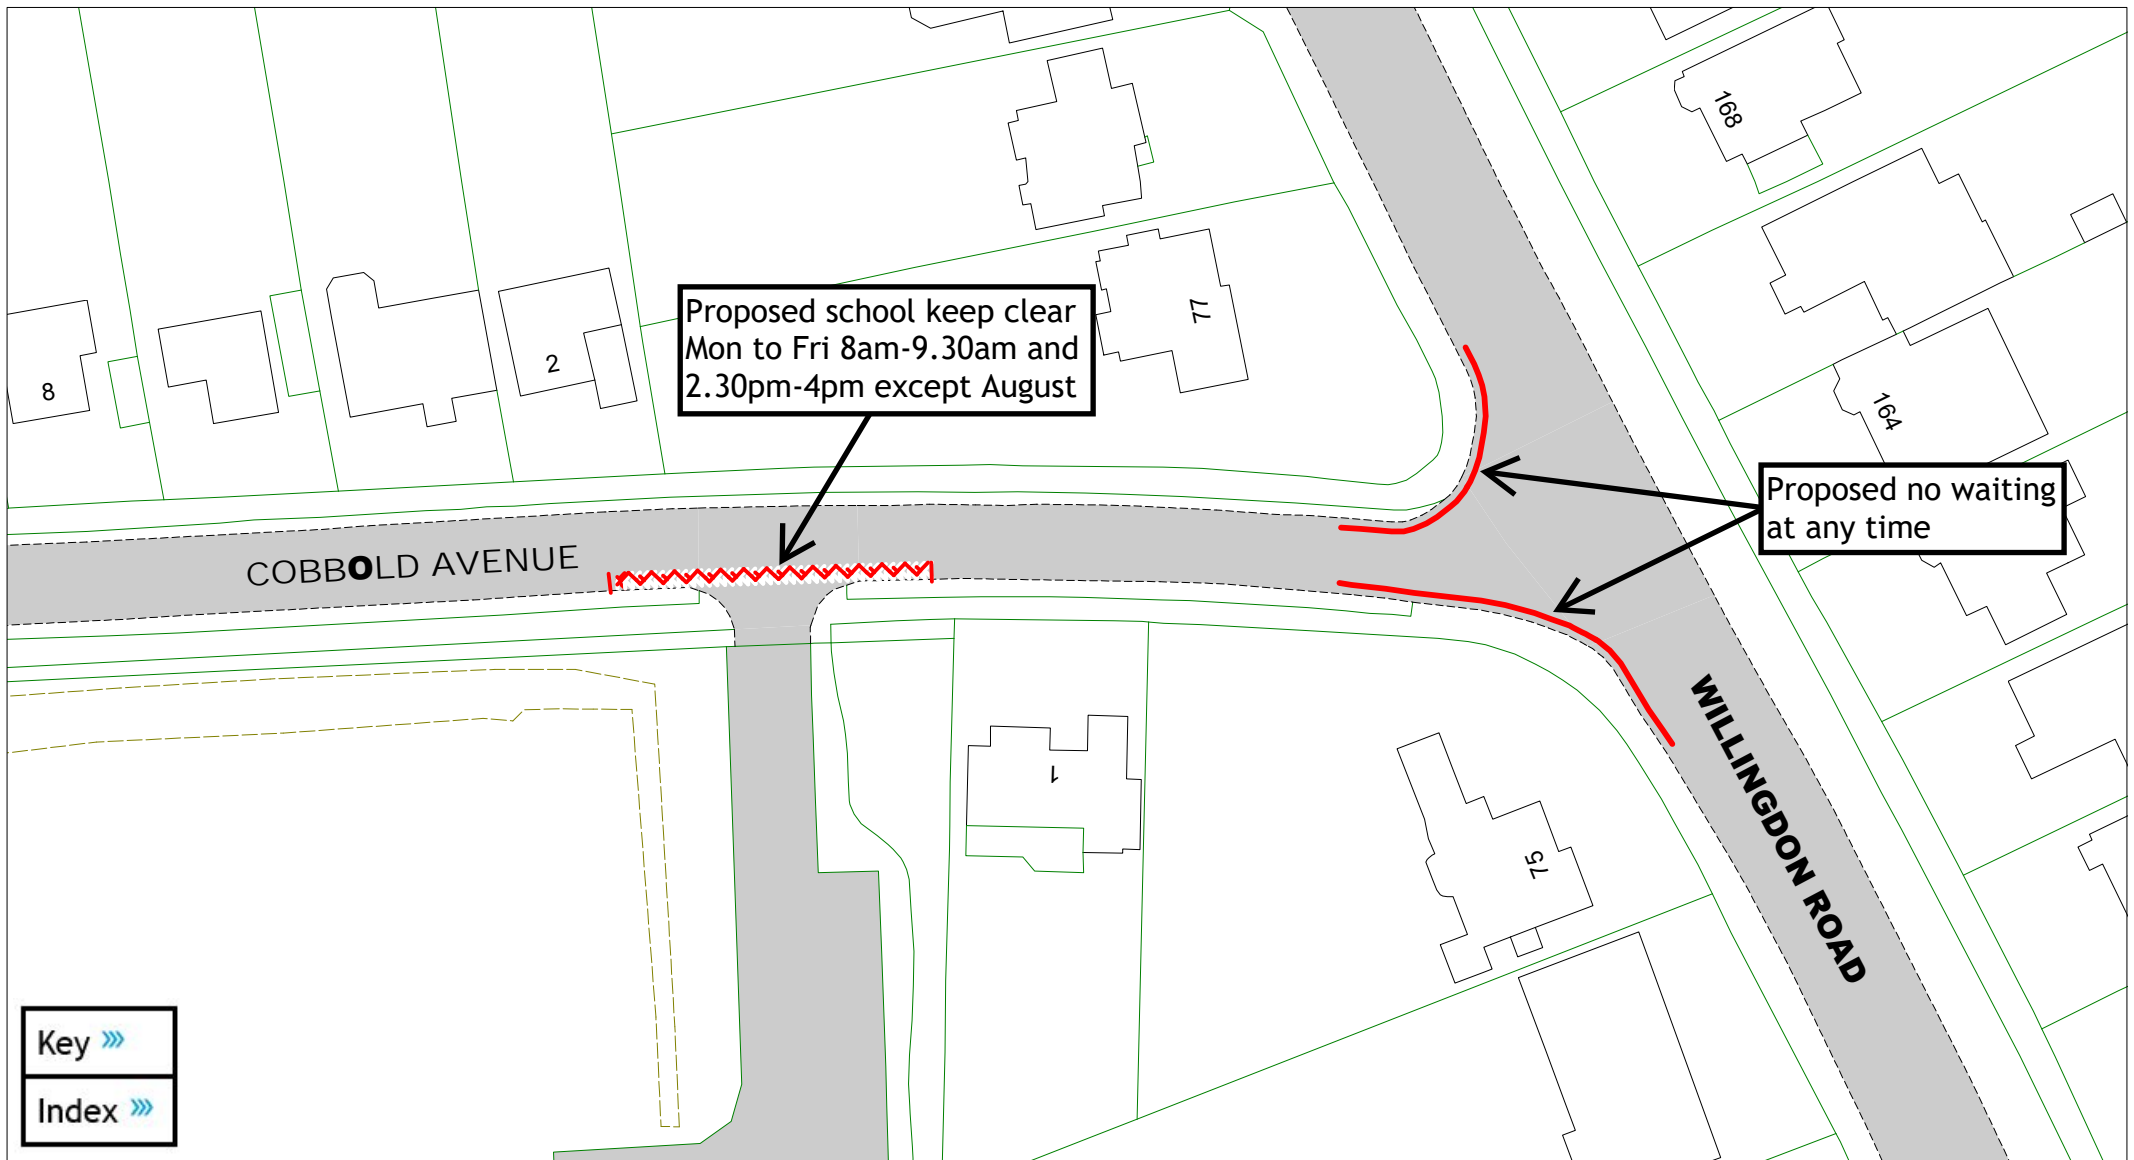 168
77
Proposed school keep clear
Mon to Fri 8am-9.30am and
2.30pm-4pm except August
2
8
164
Proposed no waiting
at any time
COBBOLD AVENUE
WILLINGDON ROAD
1
75
Key »»
Index »»